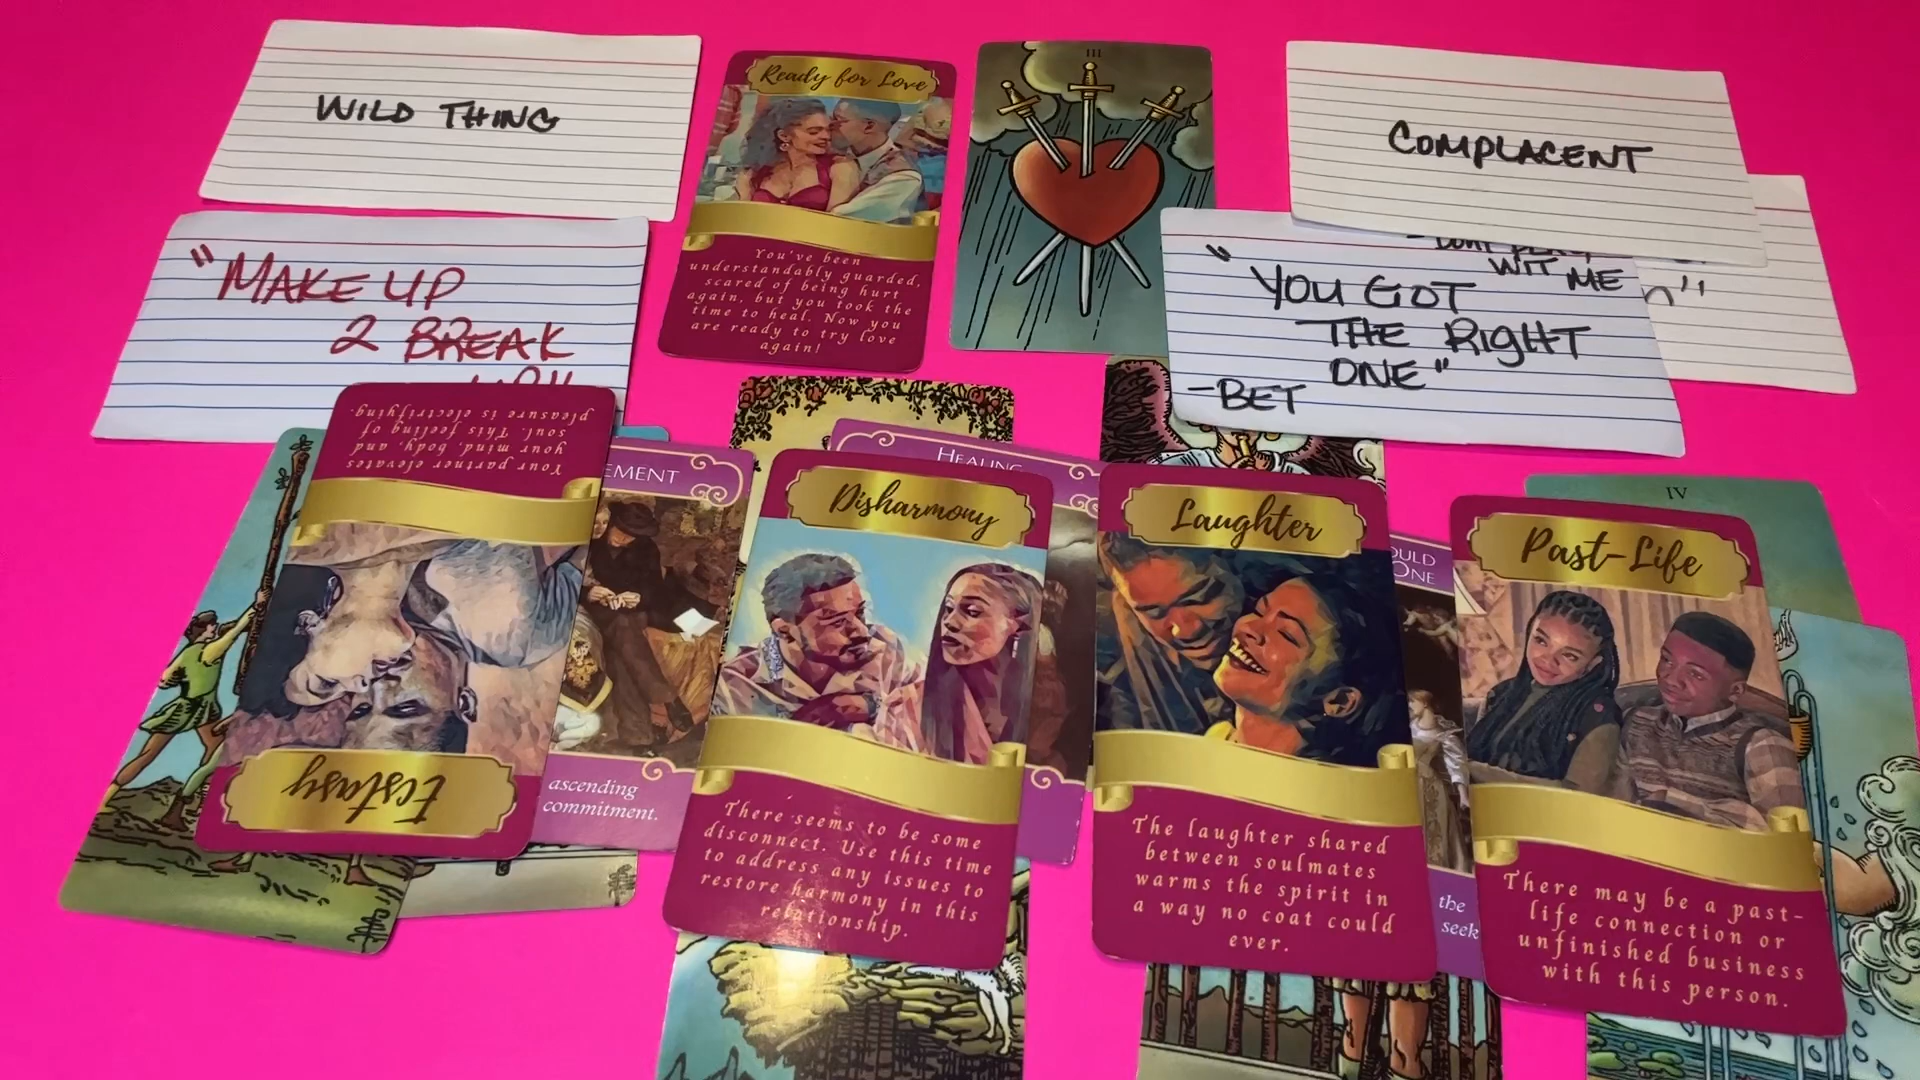 WILD THING
"MAKE UP
2 BREAK
Ready for Love
You've been
understandably guarded,
scared of being hurt
again, but you took the
time to heal. Now you
are ready to try love
again!
III
COMPLACENT
WIT ME
"YOU GOT
THE RIGHT
ONE"
-BET
Your partner elevates
your mind, body, and
soul. This feeling of
pleasure is electrifying.
Ecstasy
EMENT
ascending
commitment.
HEALING
Disharmony
There seems to be some
disconnect. Use this time
to address any issues to
restore harmony in this
relationship.
Laughter
The laughter shared
between soulmates
warms the spirit in
a way no coat could
ever.
OULD
ONE
the
seek
IV
Past-Life
There may be a past-
life connection or
unfinished business
with this person.